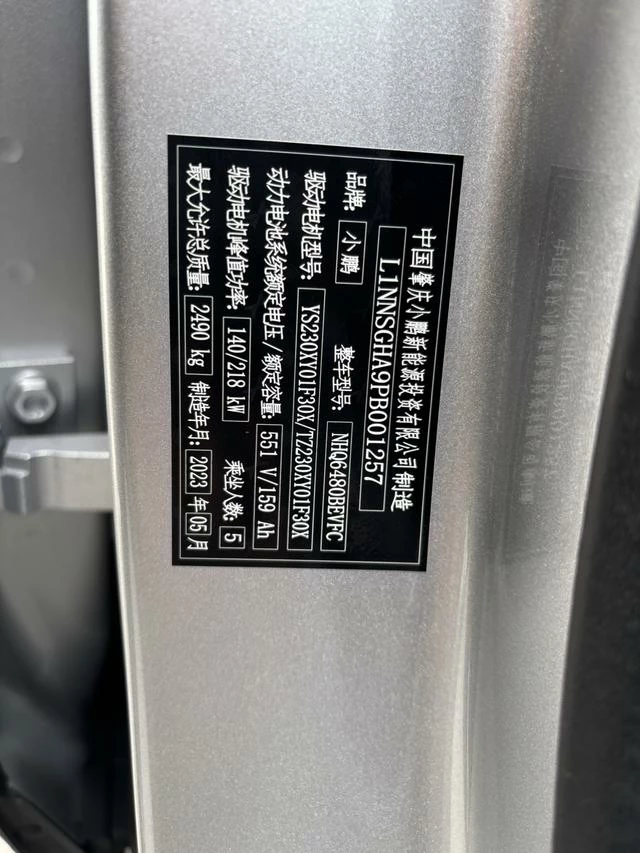 中国肇庆小鹏新能源投资有限公司制造
L1NNSGHA9PB001257
品牌: 小鹏 整车型号: NHQ6480BEVFC
驱动电机型号: YS230XY01F30X/TZ230XY01F30X
动力电池系统额定电压/额定容量: 551 V/159 Ah
驱动电机峰值功率: 140/218 kW 乘坐人数: 5
最大允许总质量: 2490 kg 制造年月: 2023 年 05 月